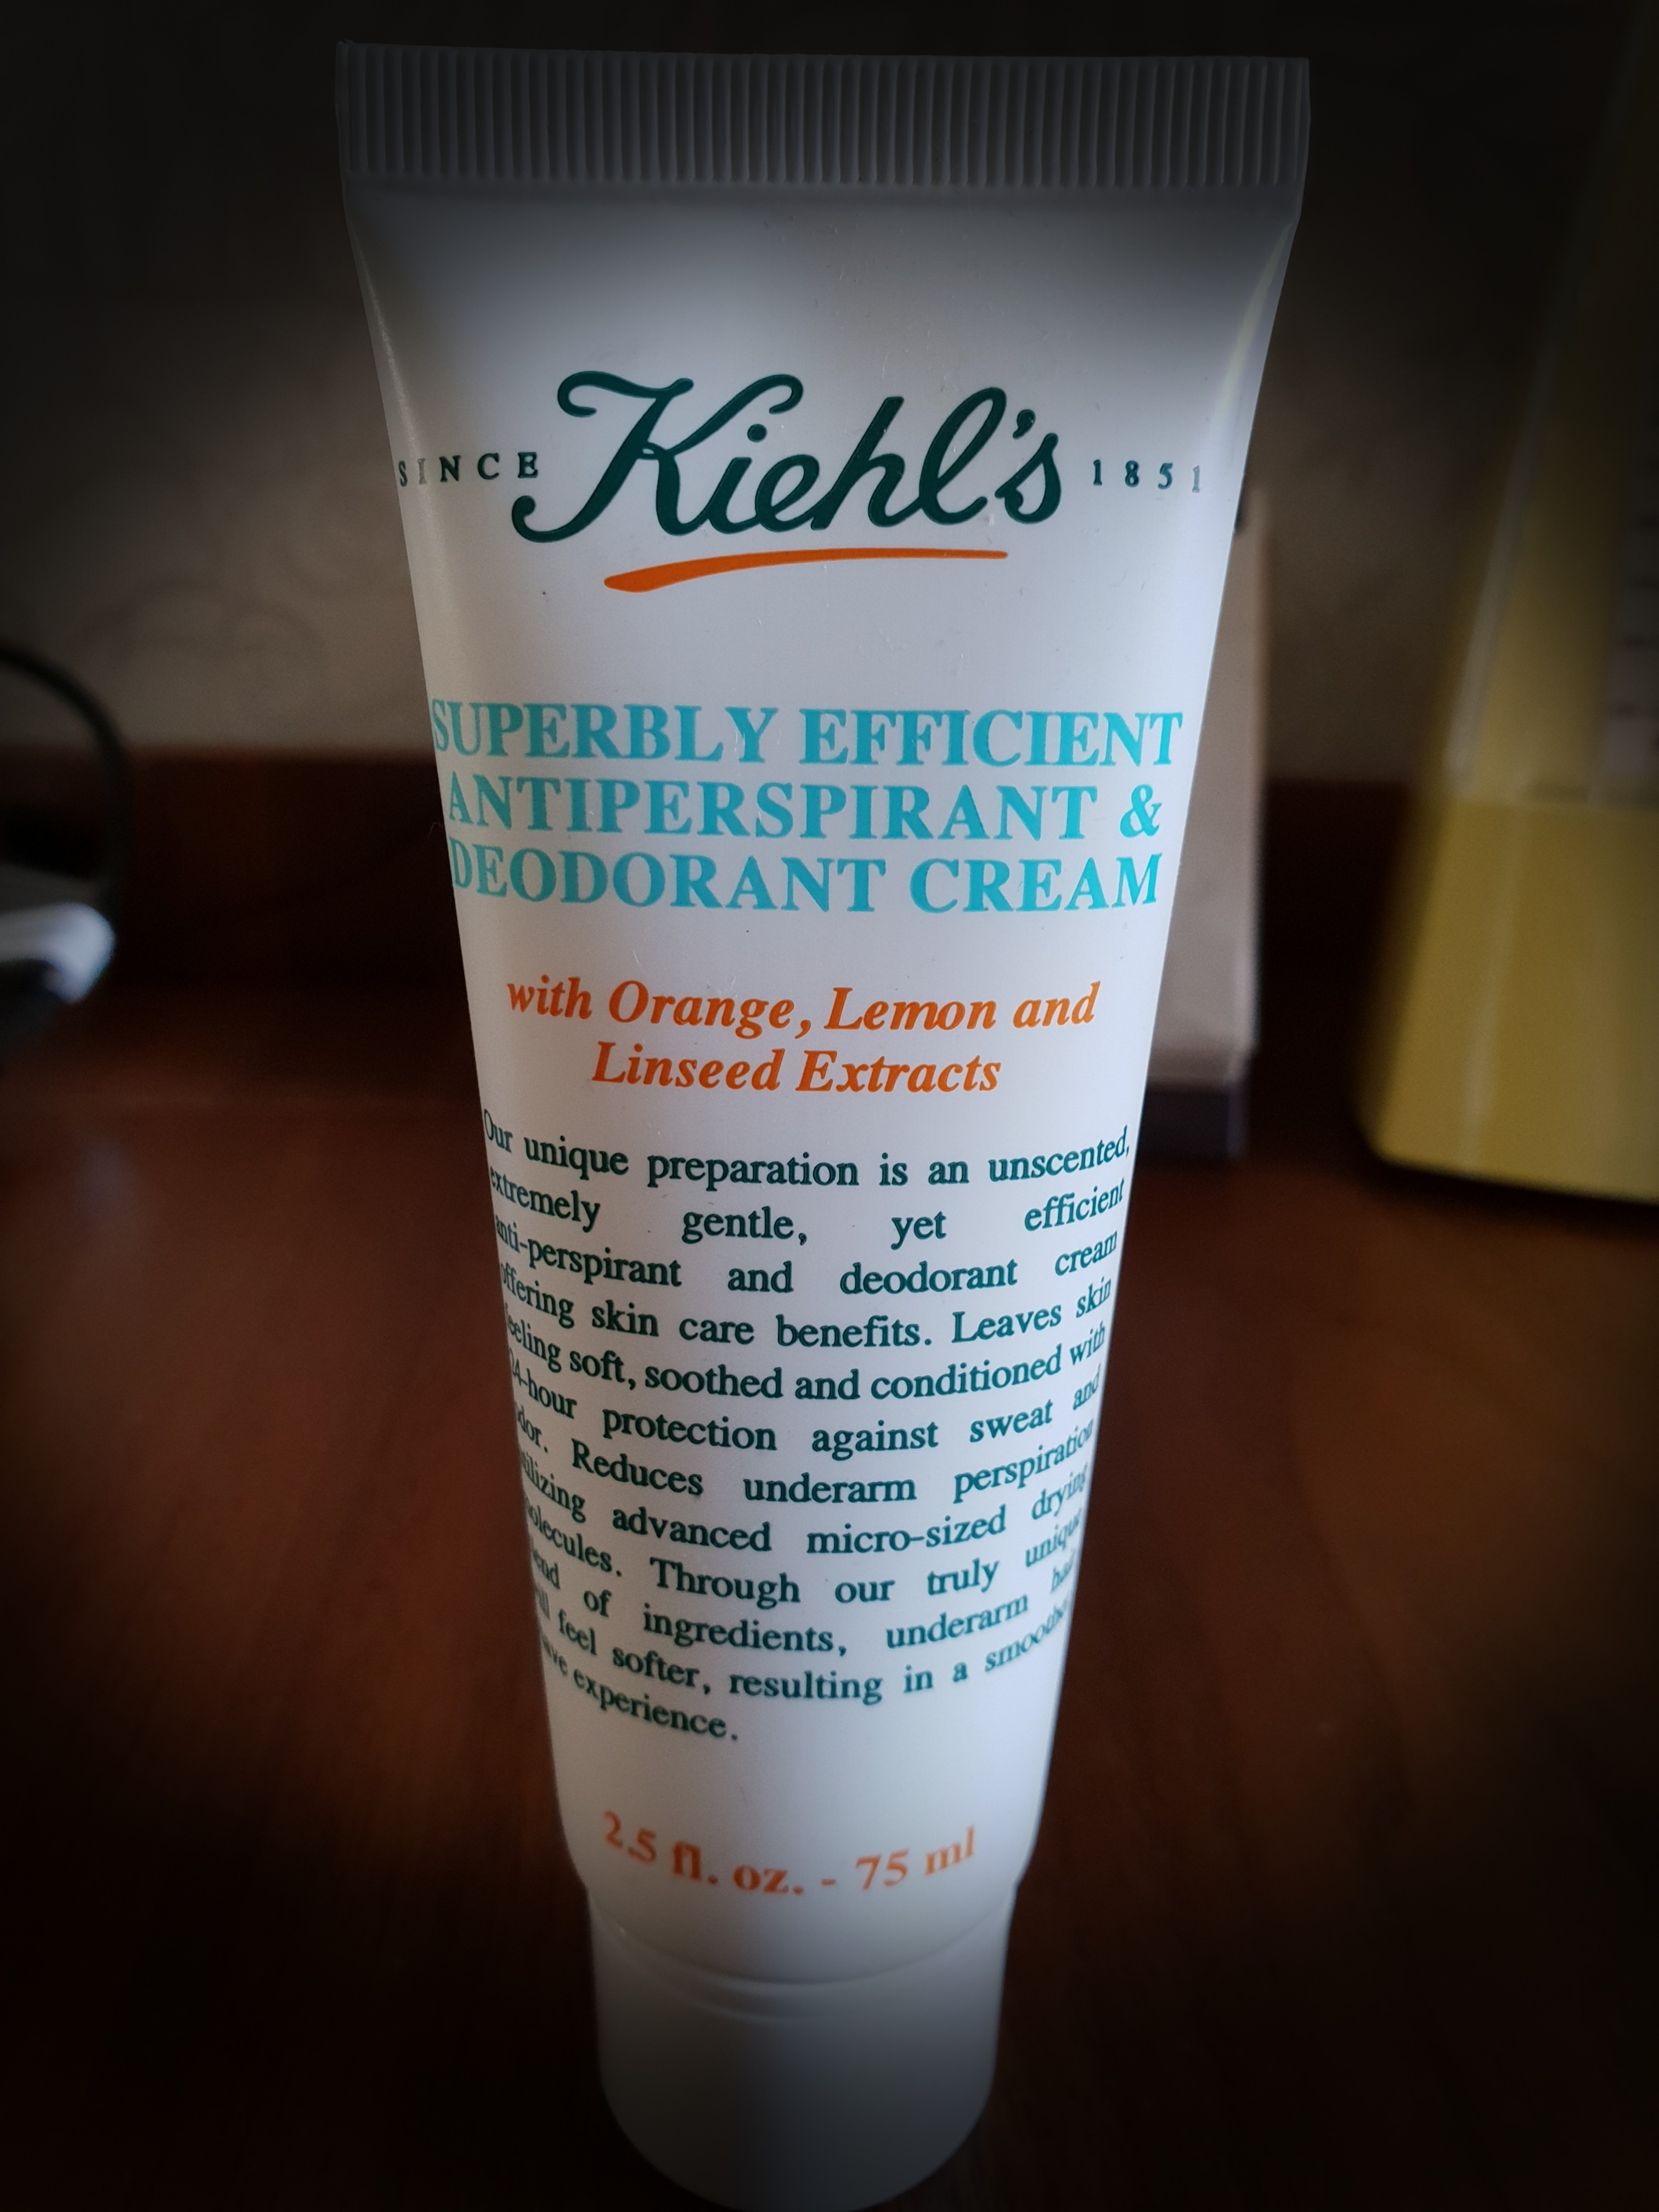 SINCE Kiehl's 1851
SUPERBLY EFFICIENT
ANTIPERSPIRANT &
DEODORANT CREAM
with Orange, Lemon and
Linseed Extracts
Our unique preparation is an unscented,
extremely gentle, yet efficient
anti-perspirant and deodorant cream
offering skin care benefits. Leaves skin
feeling soft, soothed and conditioned with
hour protection against sweat and
Reduces underarm perspiration
advanced micro-sized drying
Through our truly unique
of ingredients, underarm
feel softer, resulting in a
experience.
2.5 fl. oz. - 75 ml